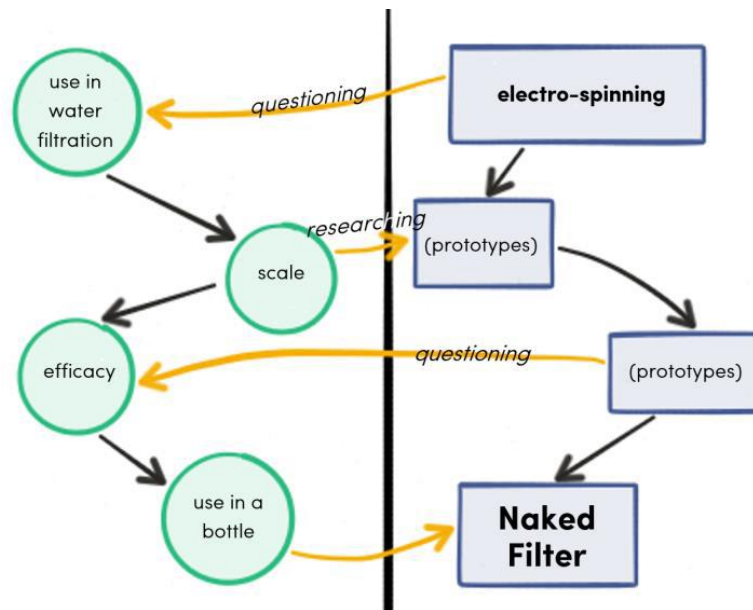 use in
water
filtration
questioning
electro-spinning
researching
(prototypes)
scale
efficacy
questioning
(prototypes)
use in a
bottle
Naked
Filter